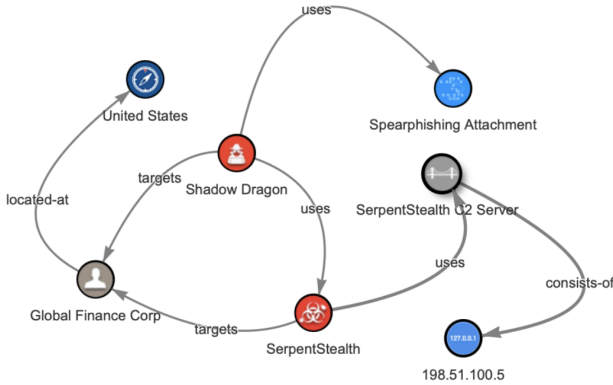 uses
United States
Spearphishing Attachment
targets
Shadow Dragon
located-at
uses
SerpentStealth C2 Server
uses
consists-of
Global Finance Corp
targets
SerpentStealth
127.0.0.1
198.51.100.5